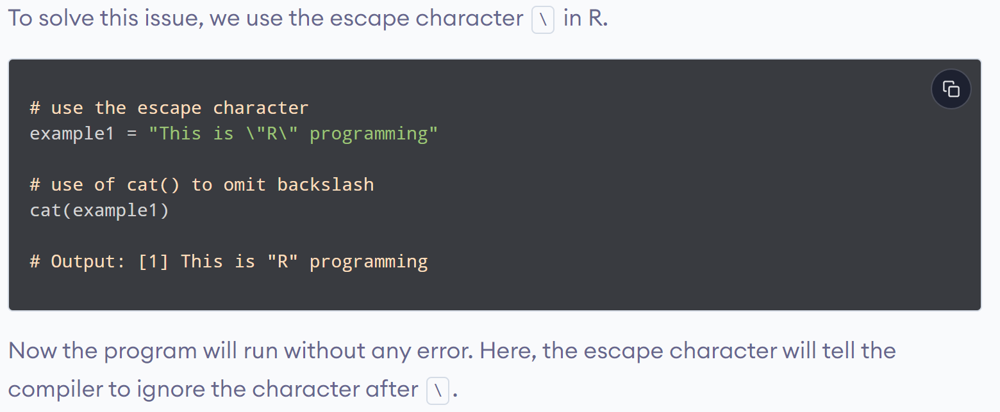 To solve this issue, we use the escape character \ in R.
# use the escape character
example1 = "This is \"R\" programming"
# use of cat() to omit backslash
cat(example1)
# Output: [1] This is "R" programming
Now the program will run without any error. Here, the escape character will tell the
compiler to ignore the character after \ .